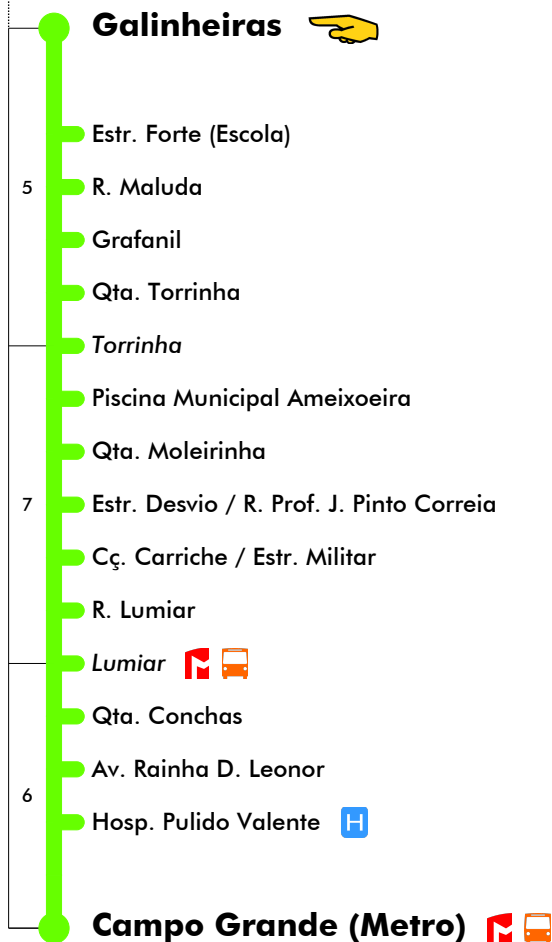 Galinheiras
Estr. Forte (Escola)
5
R. Maluda
Grafanil
Qta. Torrinha
Torrinha
Piscina Municipal Ameixoeira
Qta. Moleirinha
7
Estr. Desvio / R. Prof. J. Pinto Correia
Cç. Carriche / Estr. Militar
R. Lumiar
Lumiar
Qta. Conchas
Av. Rainha D. Leonor
6
Hosp. Pulido Valente H
Campo Grande (Metro)